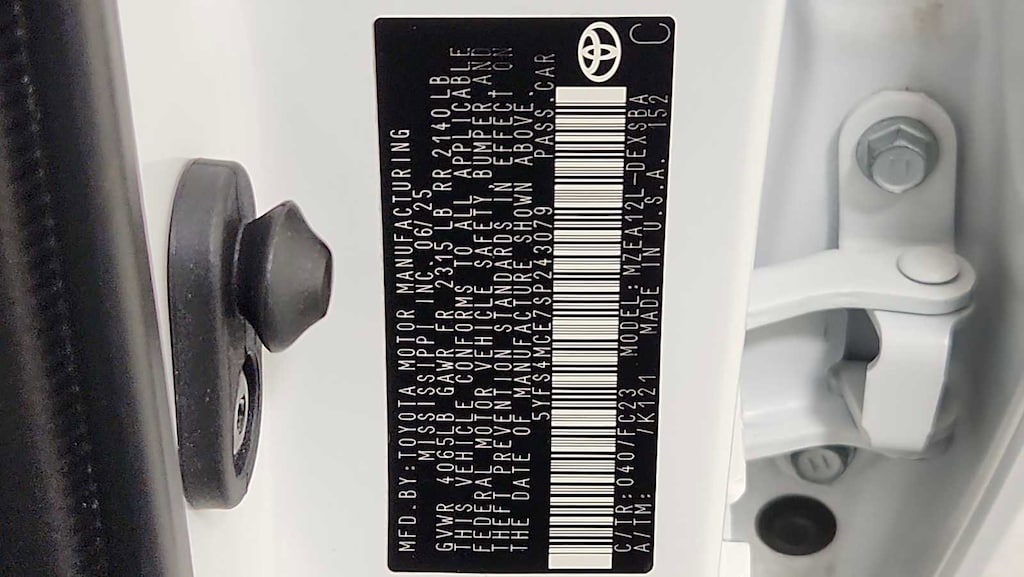 MFD.BY:TOYOTA MOTOR MANUFACTURING
MISSISSIPPI INC. 06/25
GVWR 4065LB GAWR FR 2315 LB RR 2140LB
THIS VEHICLE CONFORMS TO ALL APPLICABLE
FEDERAL MOTOR VEHICLE SAFETY, BUMPER, AND
THEFT PREVENTION STANDARDS IN EFFECT ON
THE DATE OF MANUFACTURE SHOWN ABOVE.
5YFS4MCE7SP243079 PASS.CAR
C/TR:040 /FC23 MODEL:MZEA12L-DEXSBA
A/TM: /K121 MADE IN U.S.A. 152
C